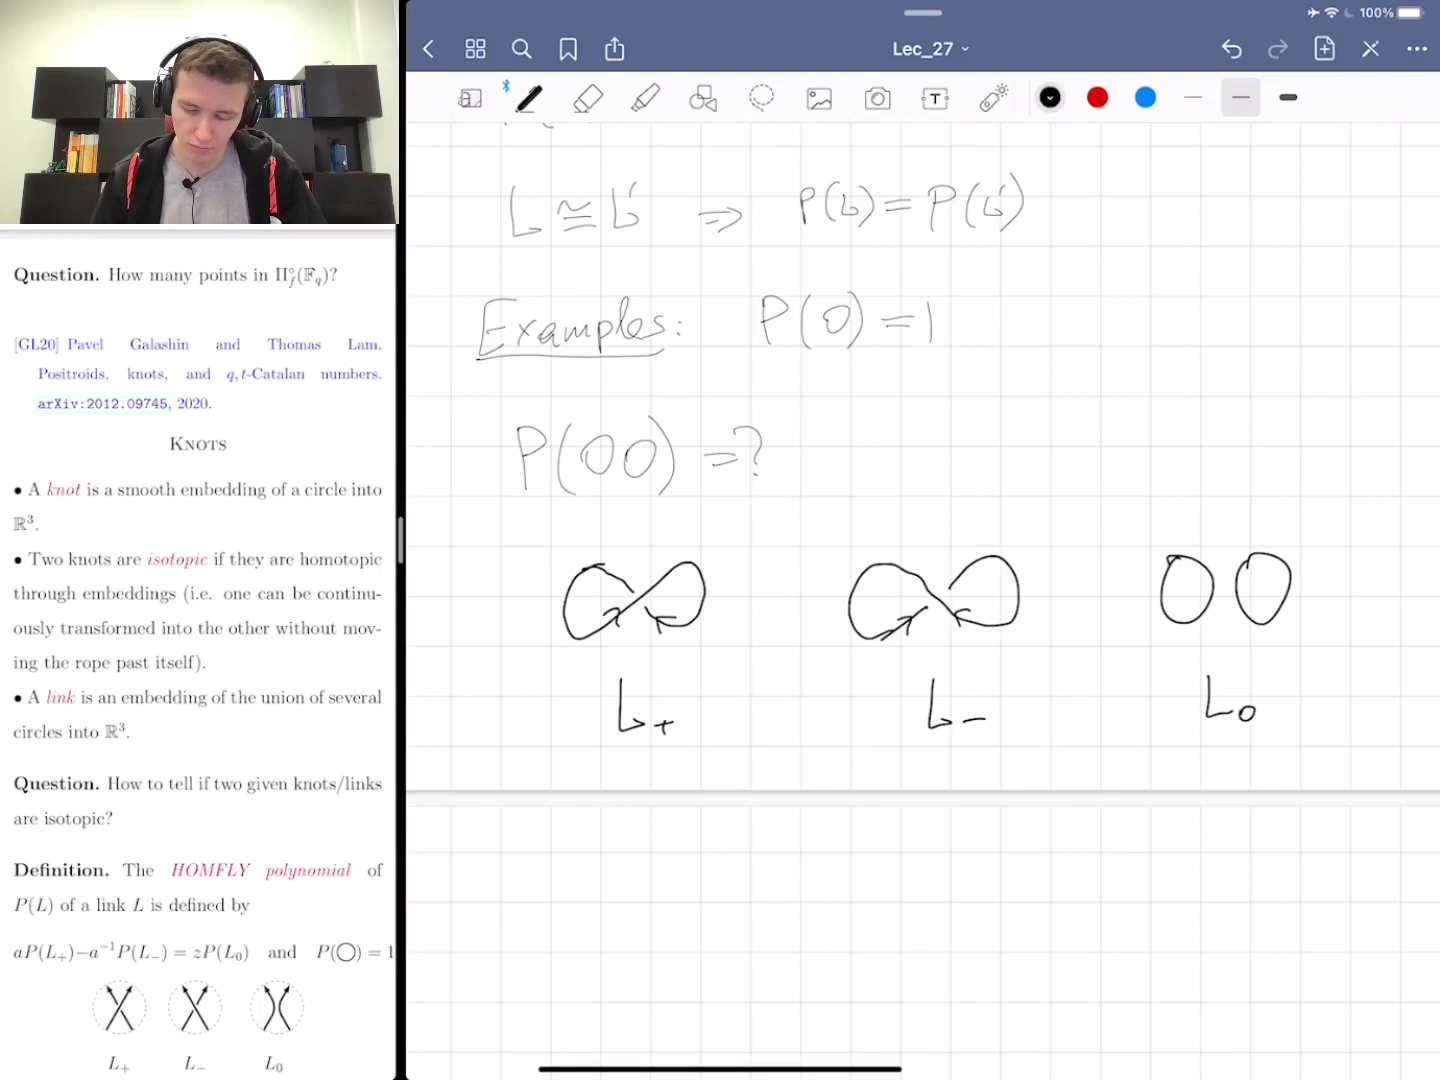 100%
Lec_27
L ≅ L' ⇒ P(L) = P(L')
Examples: P(O) = 1
P(OO) = ?
L₊ L₋ L₀
Question. How many points in Π°_f(𝔽_q)?
[GL20] Pavel Galashin and Thomas Lam.
Positroids, knots, and q,t-Catalan numbers.
arXiv:2012.09745, 2020.
Knots
• A knot is a smooth embedding of a circle into
ℝ³.
• Two knots are isotopic if they are homotopic
through embeddings (i.e. one can be continu-
ously transformed into the other without mov-
ing the rope past itself).
• A link is an embedding of the union of several
circles into ℝ³.
Question. How to tell if two given knots/links
are isotopic?
Definition. The HOMFLY polynomial of
P(L) of a link L is defined by
aP(L₊)−a⁻¹P(L₋) = zP(L₀) and P(◯) = 1
L₊ L₋ L₀